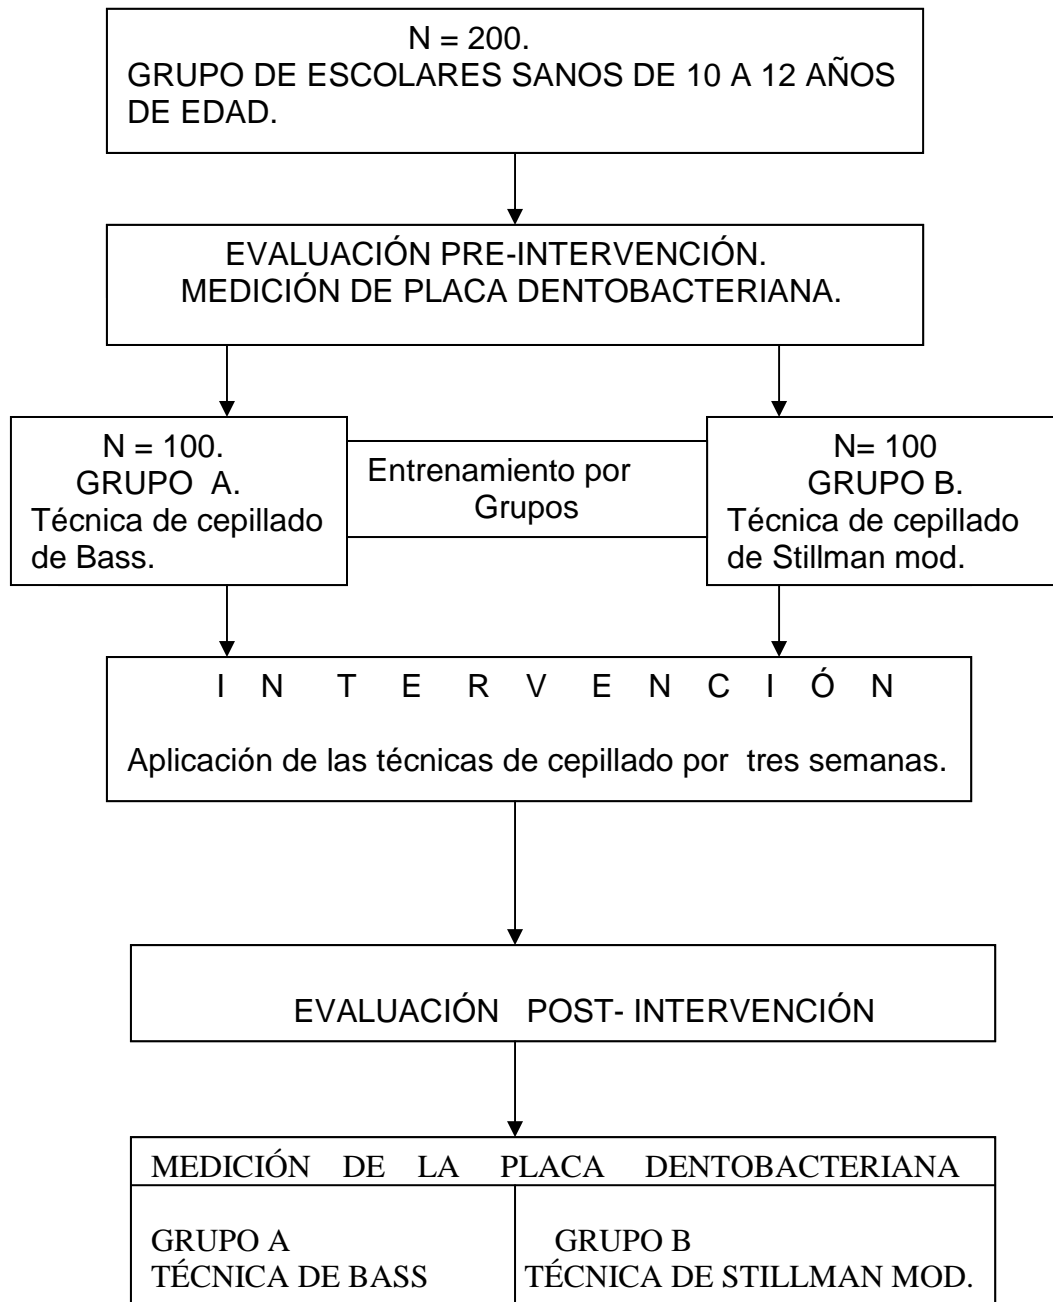 N = 200.
GRUPO DE ESCOLARES SANOS DE 10 A 12 AÑOS
DE EDAD.
EVALUACIÓN PRE-INTERVENCIÓN.
MEDICIÓN DE PLACA DENTOBACTERIANA.
N = 100.
GRUPO A.
Técnica de cepillado
de Bass.
Entrenamiento por
Grupos
N= 100
GRUPO B.
Técnica de cepillado
de Stillman mod.
I N T E R V E N C I Ó N
Aplicación de las técnicas de cepillado por tres semanas.
EVALUACIÓN POST- INTERVENCIÓN
MEDICIÓN DE LA PLACA DENTOBACTERIANA
GRUPO A
TÉCNICA DE BASS
GRUPO B
TÉCNICA DE STILLMAN MOD.